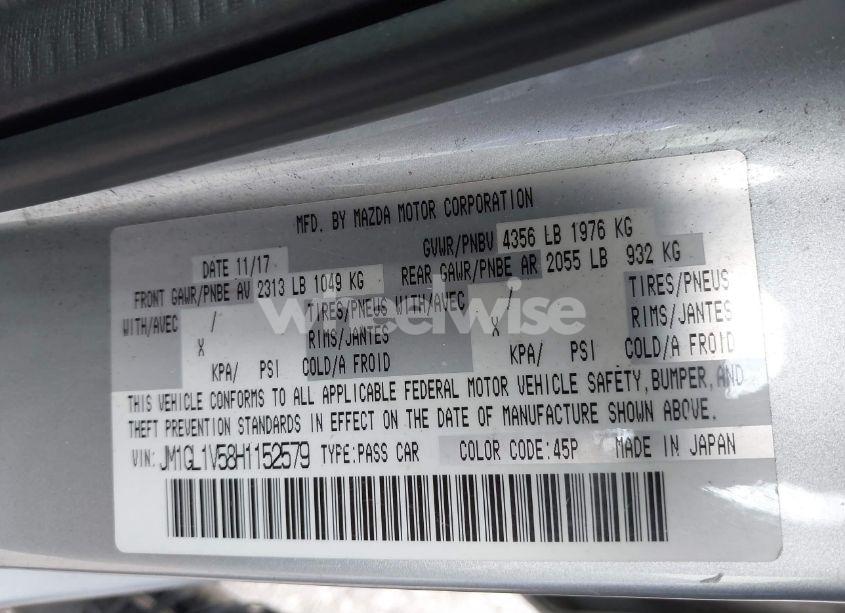 MFD. BY MAZDA MOTOR CORPORATION
DATE 11/17 GVWR/PNBV 4356 LB 1976 KG
FRONT GAWR/PNBE AV 2313 LB 1049 KG REAR GAWR/PNBE AR 2055 LB 932 KG
WITH/AVEC / TIRES/PNEUS WITH/AVEC / TIRES/PNEUS
X RIMS/JANTES X RIMS/JANTES
KPA/ PSI COLD/A FROID KPA/ PSI COLD/A FROID
wheelwise
THIS VEHICLE CONFORMS TO ALL APPLICABLE FEDERAL MOTOR VEHICLE SAFETY, BUMPER, AND
THEFT PREVENTION STANDARDS IN EFFECT ON THE DATE OF MANUFACTURE SHOWN ABOVE.
VIN: JM1GL1V58H1152579 TYPE: PASS CAR COLOR CODE: 45P MADE IN JAPAN